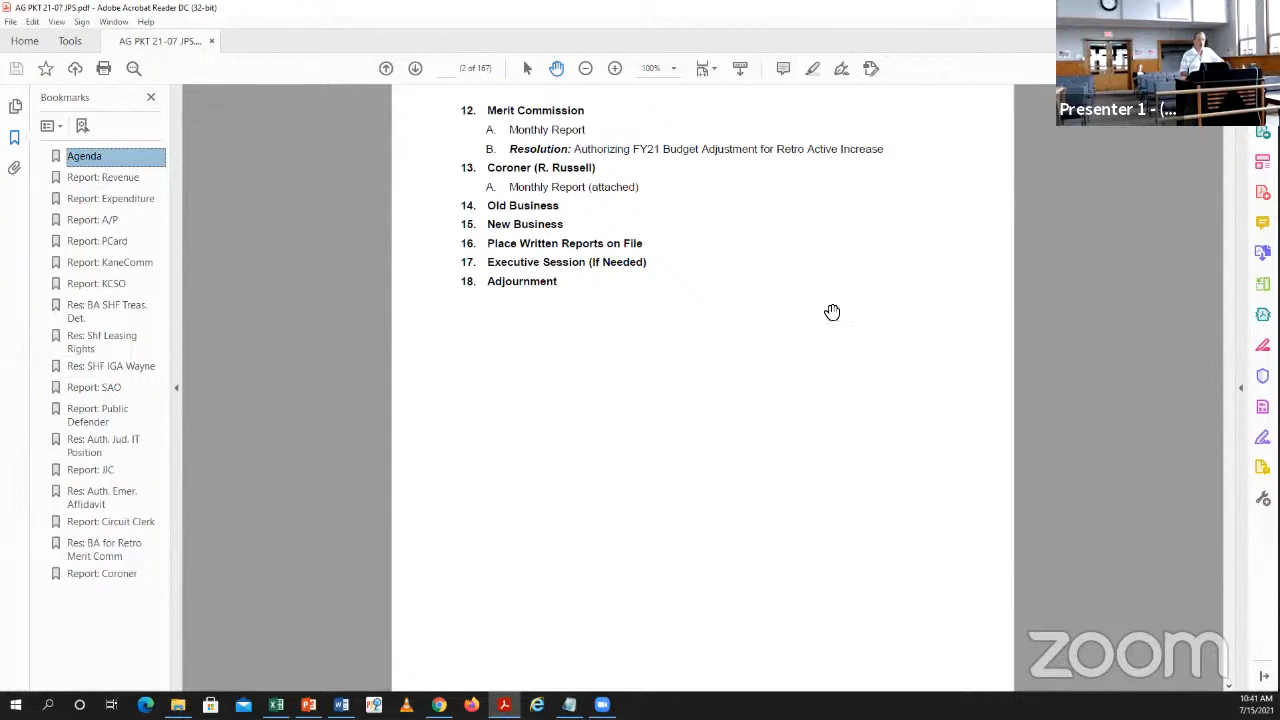 AG PKT 21-07 JPS.pdf - Adobe Acrobat Reader DC (32-bit)
File Edit View Sign Window Help
Home Tools AG PKT 21-07 JPS.... ×
(2 of 167) 100%
Bookmarks
Agenda
Report: Revenue
Report: Expenditure
Report: A/P
Report: PCard
Report: KaneComm
Report: KCSO
Res: BA SHF Treas.
Det.
Res: Shf Leasing
Rights
Res: SHF IGA Wayne
Report: SAO
Report: Public
Defender
Res: Auth. Jud. IT
Position
Report: JJC
Res: Auth. Emer.
Affidavit
Report: Circuit Clerk
Res: BA for Retro
Merit Comm
Report: Coroner
12. Merit Commission
A. Monthly Report
B. Resolution: Authorizing FY21 Budget Adjustment for Retro Active Increase
13. Coroner (R. Russell)
A. Monthly Report (attached)
14. Old Business
15. New Business
16. Place Written Reports on File
17. Executive Session (If Needed)
18. Adjournment
Presenter 1 - (...
zoom
10:41 AM
7/15/2021